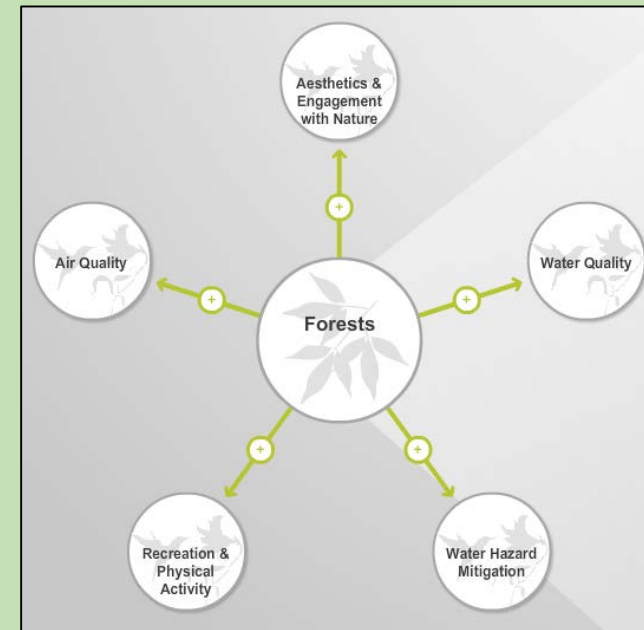 Aesthetics &
Engagement
with Nature
+
Air Quality
+
Water Quality
+
Forests
+
+
Recreation &
Physical
Activity
Water Hazard
Mitigation